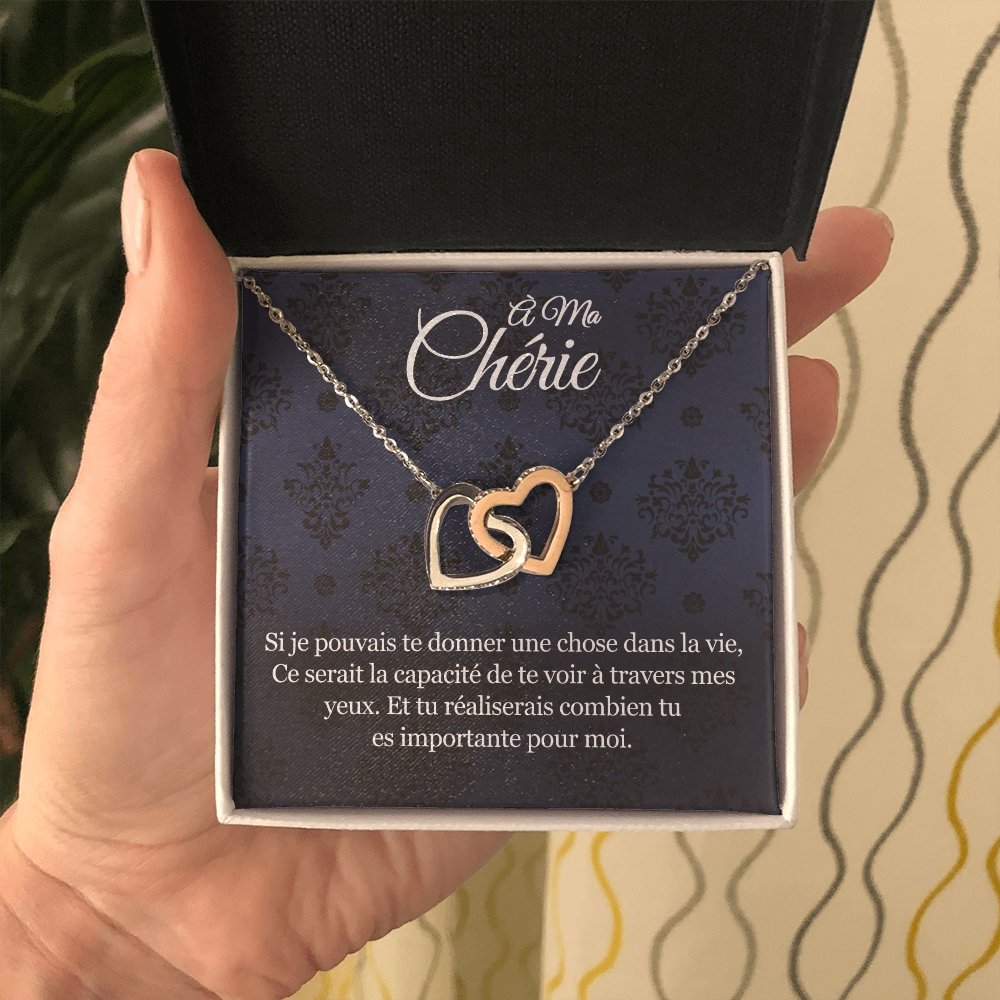 À Ma
Chérie
Si je pouvais te donner une chose dans la vie,
Ce serait la capacité de te voir à travers mes
yeux. Et tu réaliserais combien tu
es importante pour moi.